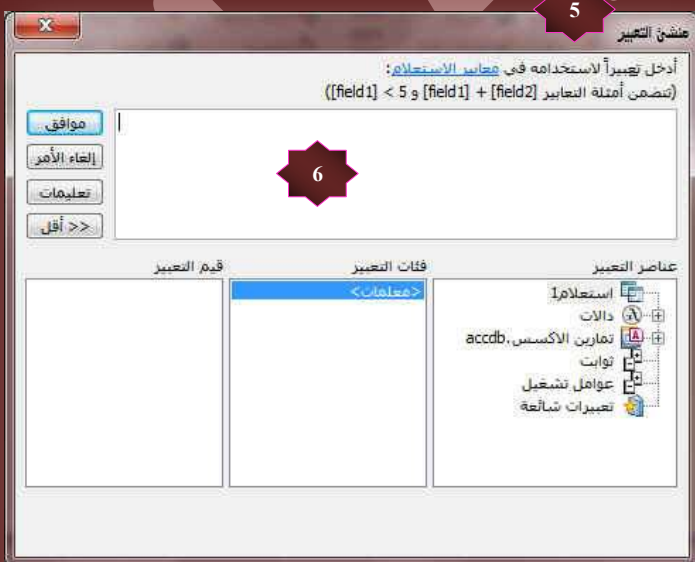 5
منشئ التعبير
أدخل تعبيراً لاستخدامه في معايير الاستعلام:
(تتضمن أمثلة التعابير [field1] + [field2] و 5 > [field1])
موافق
إلغاء الأمر
تعليمات
<< أقل
6
عناصر التعبير
فئات التعبير
قيم التعبير
استعلام1
دالات
تمارين الاكسس.accdb
ثوابت
عوامل تشغيل
تعبيرات شائعة
<معلمات>